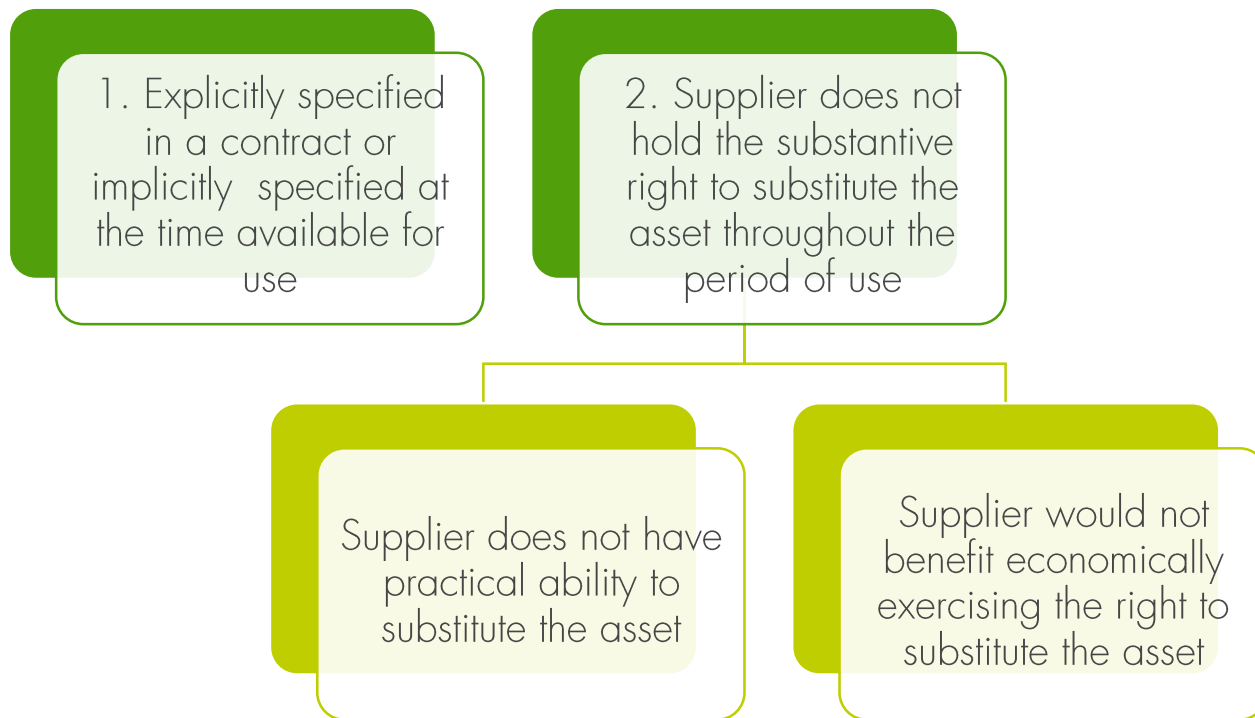 1. Explicitly specified
in a contract or
implicitly  specified at
the time available for
use
2. Supplier does not
hold the substantive
right to substitute the
asset throughout the
period of use
Supplier does not have
practical ability to
substitute the asset
Supplier would not
benefit economically
exercising the right to
substitute the asset